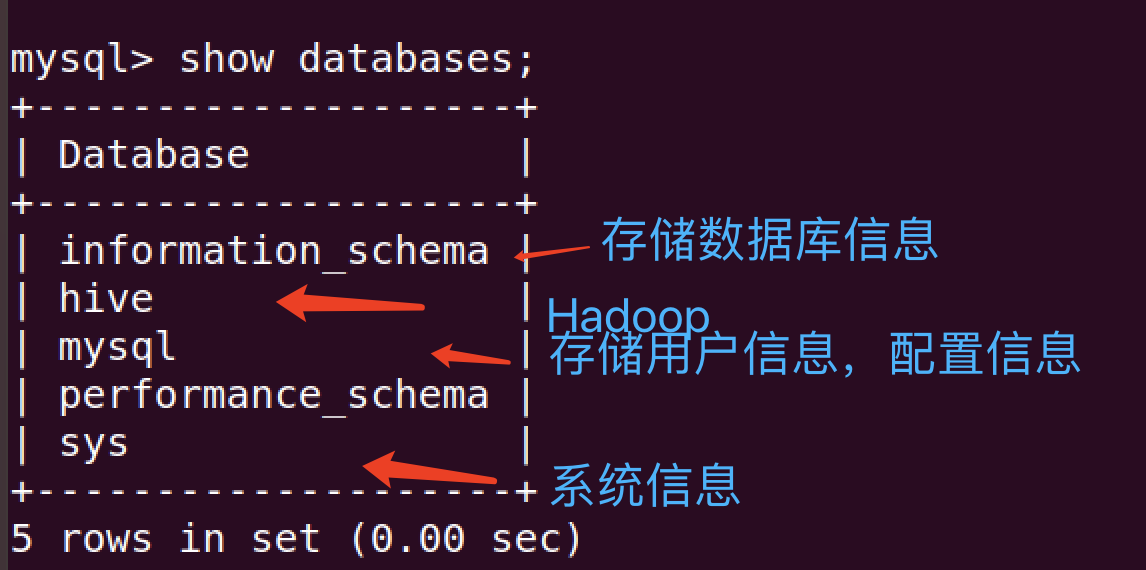 mysql> show databases;
+--------------------+
| Database           |
+--------------------+
| information_schema | 存储数据库信息
| hive               | Hadoop
| mysql              | 存储用户信息，配置信息
| performance_schema |
| sys                |
+--------------------+ 系统信息
5 rows in set (0.00 sec)